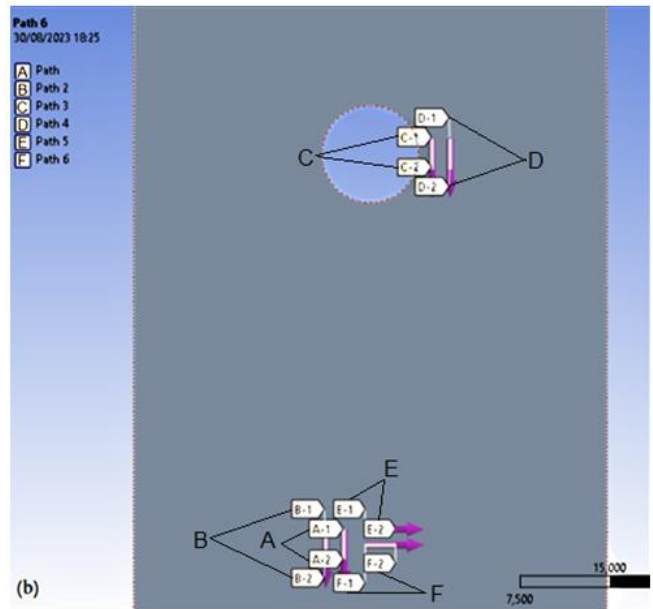 Path 6
30/08/2023 18:25
A Path
B Path 2
C Path 3
D Path 4
E Path 5
F Path 6
D-1
C-1
C
D
C-2
D-2
E
B-1 E-1
A-1 E-2
B A
A-2 F-2
B-2 F-1
F
15,000
7,500
(b)